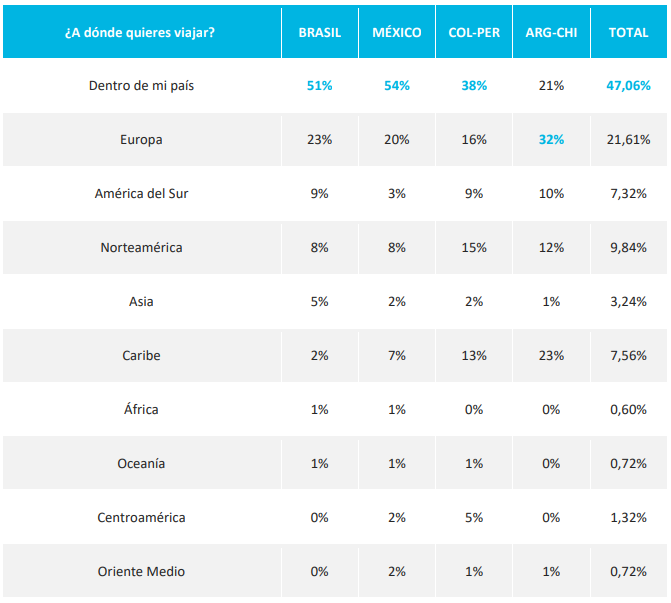 ¿A dónde quieres viajar? BRASIL MÉXICO COL-PER ARG-CHI TOTAL
Dentro de mi país 51% 54% 38% 21% 47,06%
Europa 23% 20% 16% 32% 21,61%
América del Sur 9% 3% 9% 10% 7,32%
Norteamérica 8% 8% 15% 12% 9,84%
Asia 5% 2% 2% 1% 3,24%
Caribe 2% 7% 13% 23% 7,56%
África 1% 1% 0% 0% 0,60%
Oceanía 1% 1% 1% 0% 0,72%
Centroamérica 0% 2% 5% 0% 1,32%
Oriente Medio 0% 2% 1% 1% 0,72%